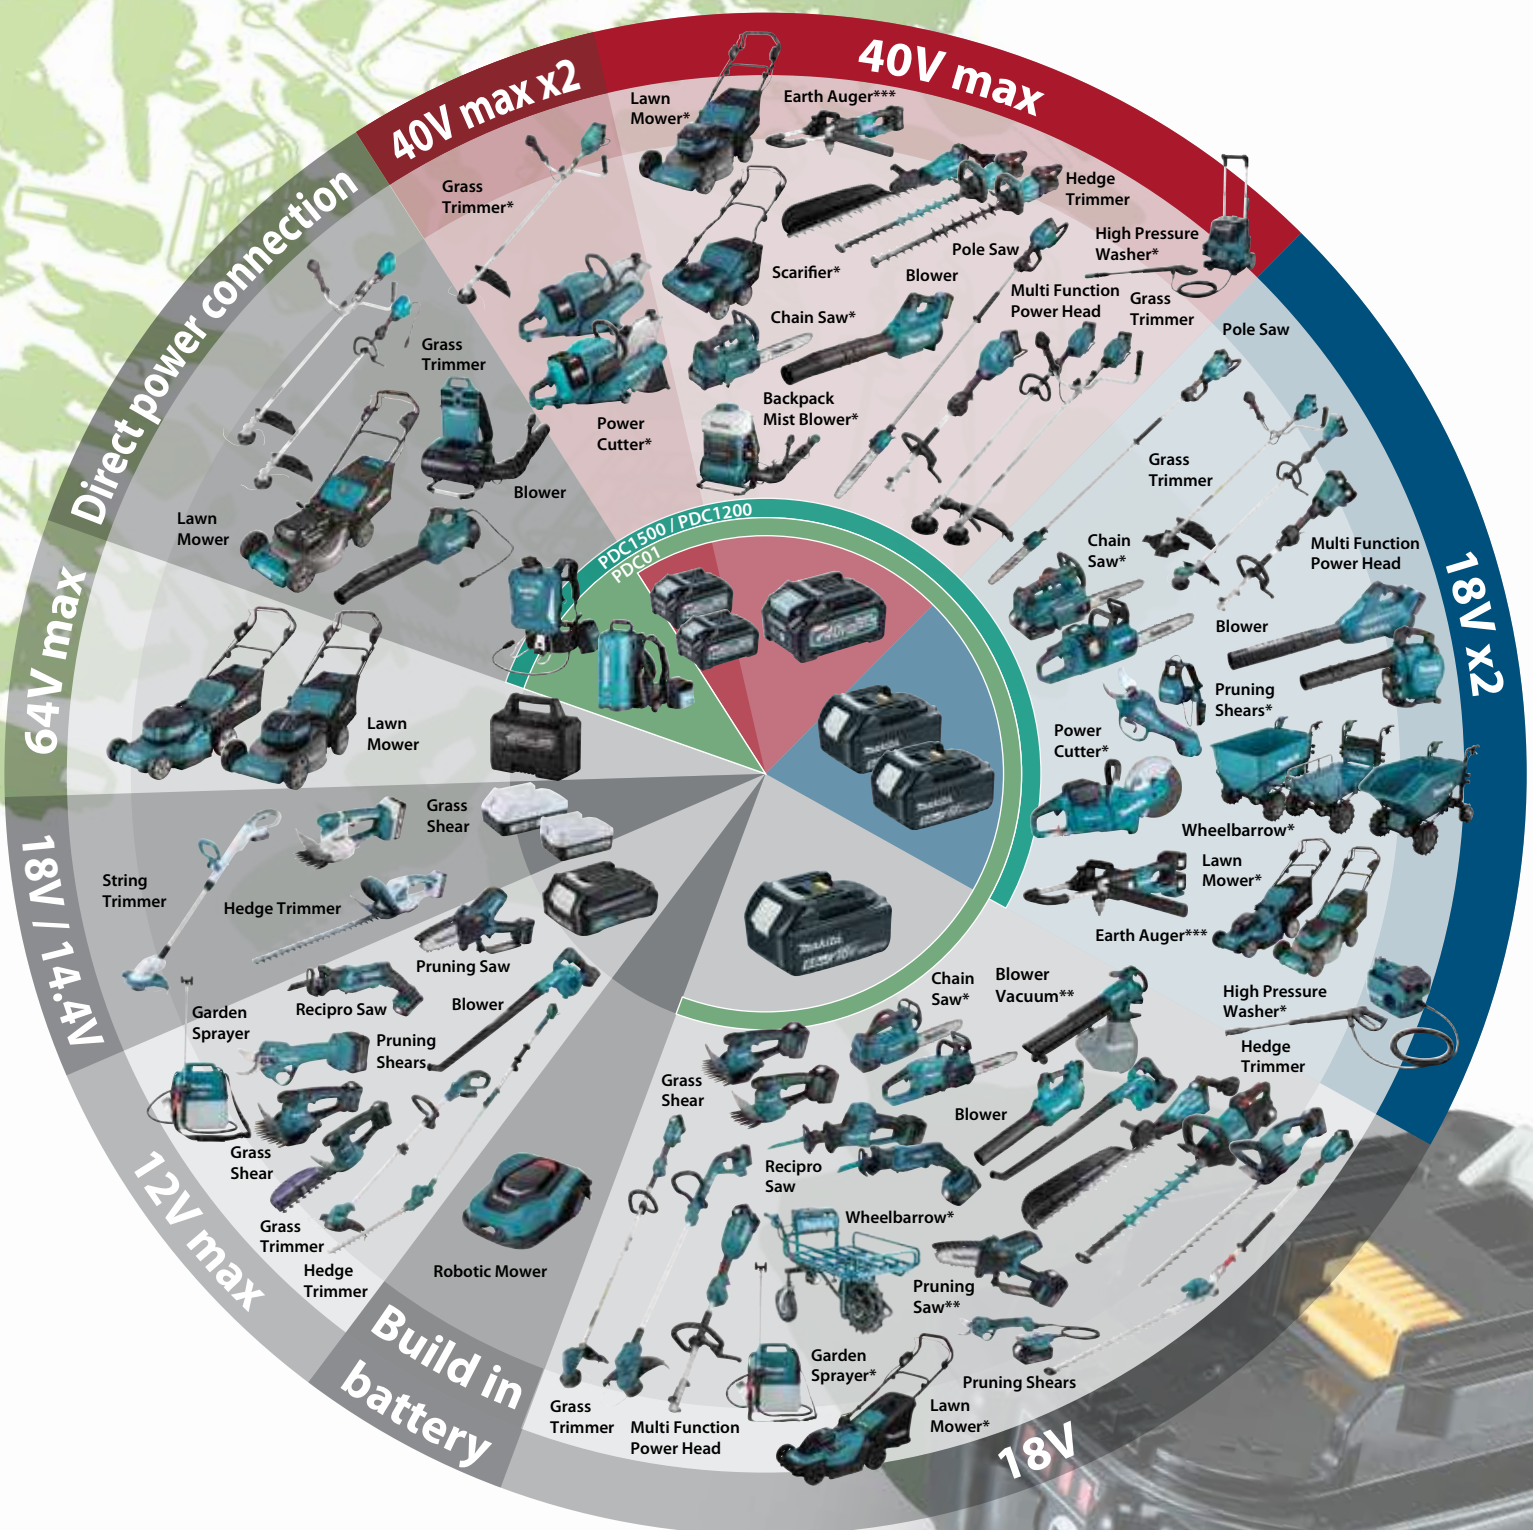 40V max x2
40V max
Direct power connection
64V max
18V / 14.4V
12V max
Build in
battery
18V
18V x2
PDC1500 / PDC1200
PDC01
Grass
Trimmer*
Power
Cutter*
Lawn
Mower*
Earth Auger***
Hedge
Trimmer
Scarifier*
Pole Saw
Blower
High Pressure
Washer*
Multi Function
Power Head
Grass
Trimmer
Chain Saw*
Backpack
Mist Blower*
Pole Saw
Grass
Trimmer
Chain
Saw*
Multi Function
Power Head
Blower
Pruning
Shears*
Power
Cutter*
Wheelbarrow*
Lawn
Mower*
Earth Auger***
High Pressure
Washer*
Hedge
Trimmer
Chain
Saw*
Blower
Vacuum**
Grass
Shear
Blower
Recipro
Saw
Wheelbarrow*
Pruning
Saw**
Garden
Sprayer*
Pruning Shears
Lawn
Mower*
Grass
Trimmer
Multi Function
Power Head
Robotic Mower
Pruning Saw
Recipro Saw
Blower
Garden
Sprayer
Pruning
Shears
Grass
Shear
Grass
Trimmer
Hedge
Trimmer
Grass
Shear
String
Trimmer
Hedge Trimmer
Lawn
Mower
Grass
Trimmer
Blower
Lawn
Mower
makita
makita
makita